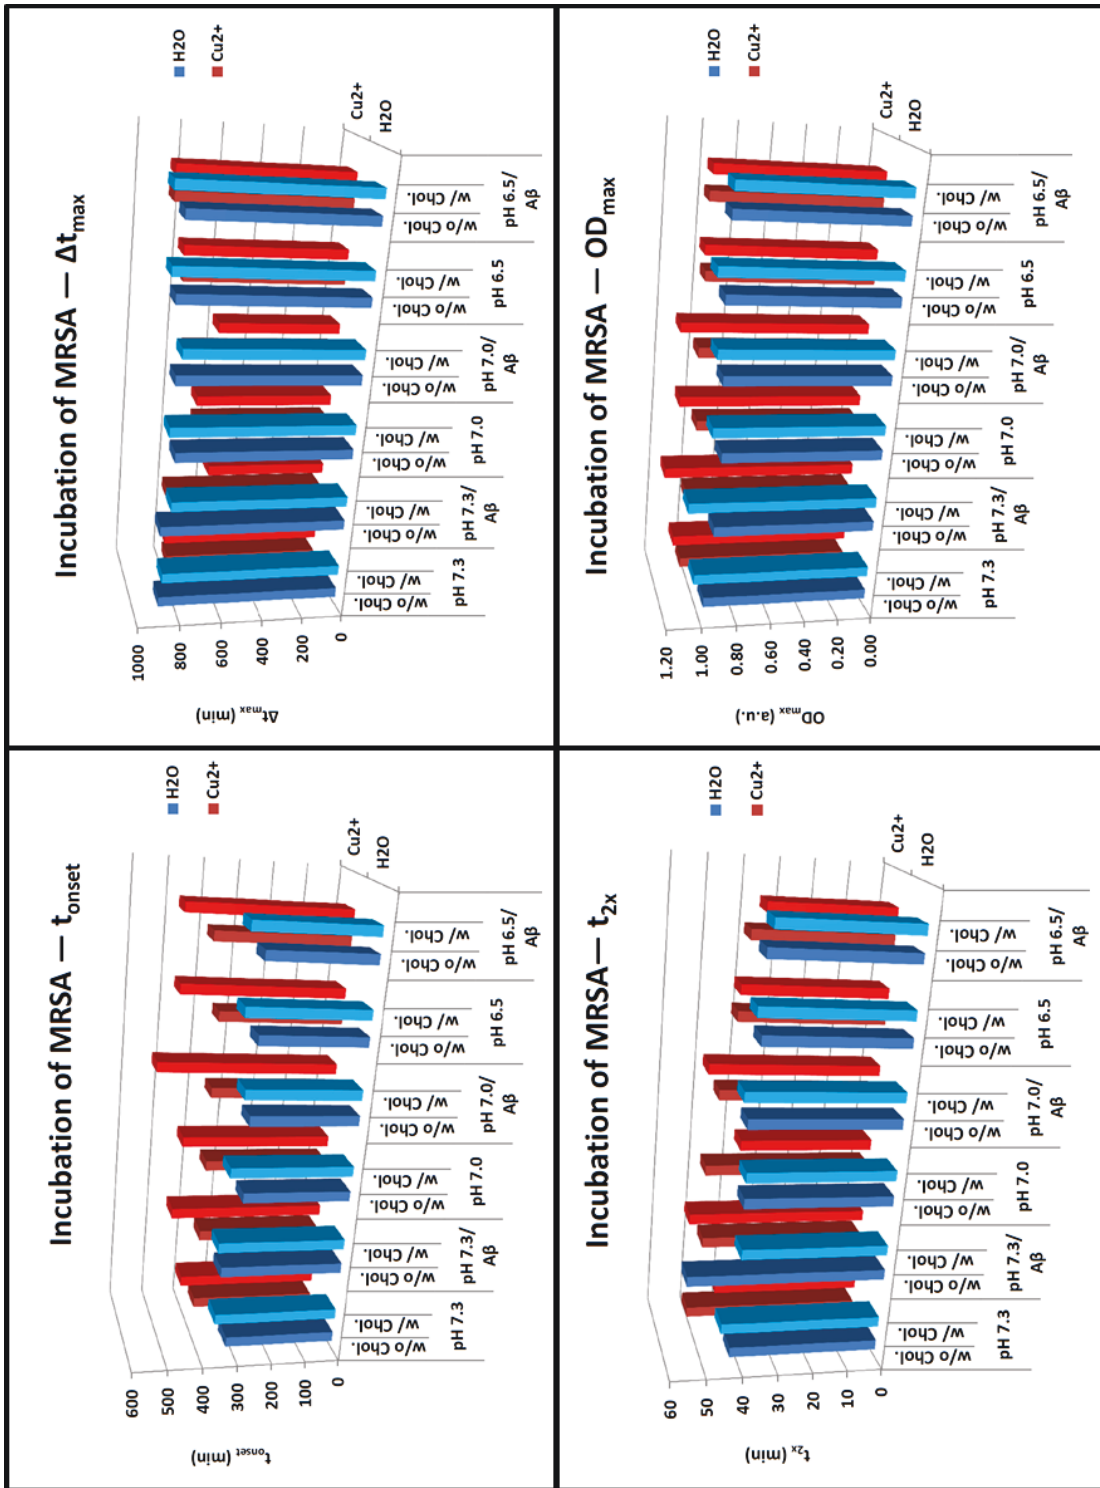 Incubation of MRSA — tonset
H2O
Cu2+
600
500
400
300
200
100
0
tonset (min)
Cu2+
H2O
w/o Chol.
w/ Chol.
w/o Chol.
w/ Chol.
w/o Chol.
w/ Chol.
w/o Chol.
w/ Chol.
w/o Chol.
w/ Chol.
w/o Chol.
w/ Chol.
pH 7.3
pH 7.3/
Aβ
pH 7.0
pH 7.0/
Aβ
pH 6.5
pH 6.5/
Aβ
Incubation of MRSA — Δtmax
H2O
Cu2+
1000
800
600
400
200
0
Δtmax (min)
Cu2+
H2O
w/o Chol.
w/ Chol.
w/o Chol.
w/ Chol.
w/o Chol.
w/ Chol.
w/o Chol.
w/ Chol.
w/o Chol.
w/ Chol.
w/o Chol.
w/ Chol.
pH 7.3
pH 7.3/
Aβ
pH 7.0
pH 7.0/
Aβ
pH 6.5
pH 6.5/
Aβ
Incubation of MRSA— t2x
H2O
Cu2+
60
50
40
30
20
10
0
t2x (min)
Cu2+
H2O
w/o Chol.
w/ Chol.
w/o Chol.
w/ Chol.
w/o Chol.
w/ Chol.
w/o Chol.
w/ Chol.
w/o Chol.
w/ Chol.
w/o Chol.
w/ Chol.
pH 7.3
pH 7.3/
Aβ
pH 7.0
pH 7.0/
Aβ
pH 6.5
pH 6.5/
Aβ
Incubation of MRSA — ODmax
H2O
Cu2+
1.20
1.00
0.80
0.60
0.40
0.20
0.00
ODmax (a.u.)
Cu2+
H2O
w/o Chol.
w/ Chol.
w/o Chol.
w/ Chol.
w/o Chol.
w/ Chol.
w/o Chol.
w/ Chol.
w/o Chol.
w/ Chol.
w/o Chol.
w/ Chol.
pH 7.3
pH 7.3/
Aβ
pH 7.0
pH 7.0/
Aβ
pH 6.5
pH 6.5/
Aβ